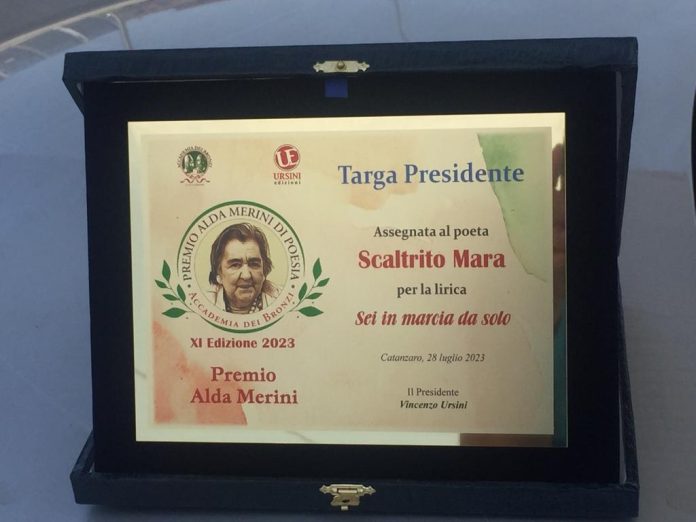 ACCADEMIA DEI BRONZI
UE
URSINI
edizioni
Targa Presidente
PREMIO ALDA MERINI DI POESIA
ACCADEMIA DEI BRONZI
XI Edizione 2023
Premio
Alda Merini
Assegnata al poeta
Scaltrito Mara
per la lirica
Sei in marcia da solo
Catanzaro, 28 luglio 2023
Il Presidente
Vincenzo Ursini